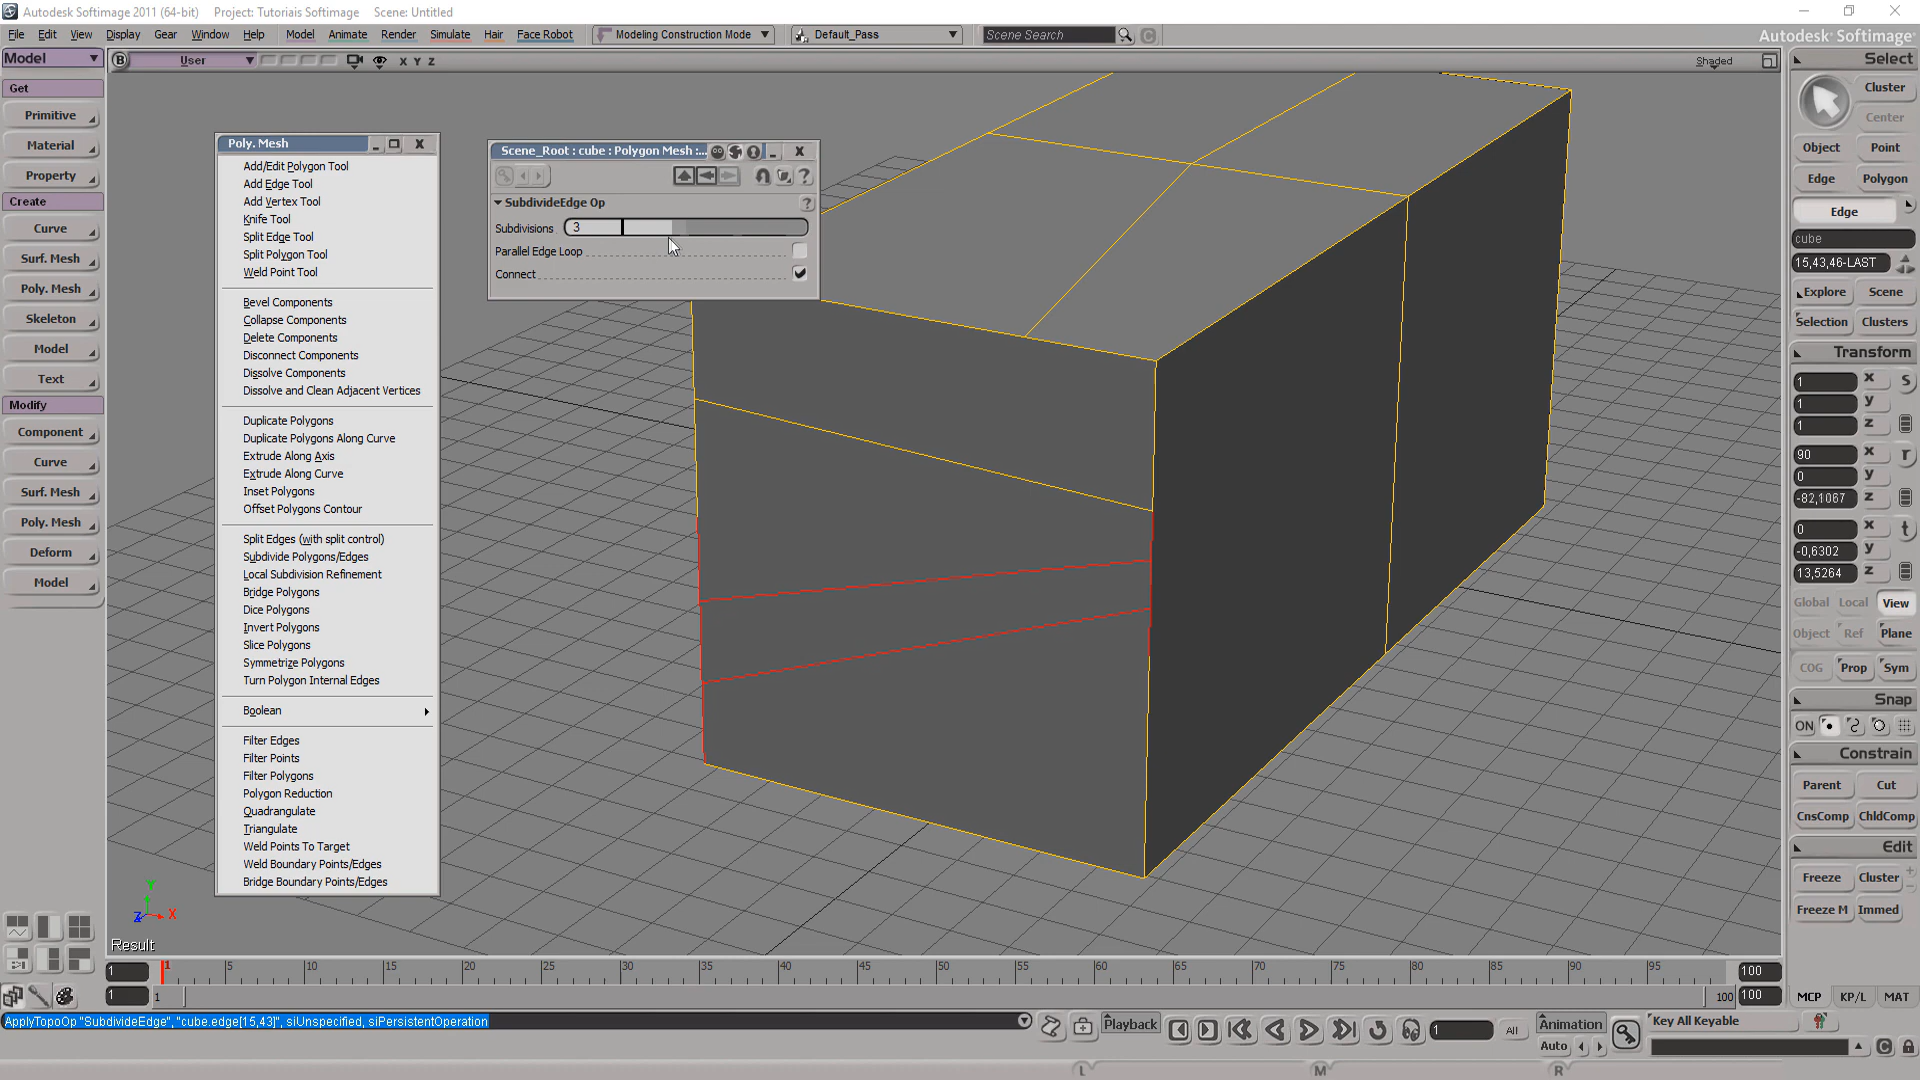 Autodesk Softimage 2011 (64-bit) Project: Tutoriais Softimage Scene: Untitled
File Edit View Display Gear Window Help Model Animate Render Simulate Hair Face Robot Modeling Construction Mode Default_Pass Scene Search Autodesk® Softimage
Model
Get
Primitive
Material
Property
Create
Curve
Surf. Mesh
Poly. Mesh
Skeleton
Model
Text
Modify
Component
Curve
Surf. Mesh
Poly. Mesh
Deform
Model
B User X Y Z Shaded
Poly. Mesh X
Add/Edit Polygon Tool
Add Edge Tool
Add Vertex Tool
Knife Tool
Split Edge Tool
Split Polygon Tool
Weld Point Tool
Bevel Components
Collapse Components
Delete Components
Disconnect Components
Dissolve Components
Dissolve and Clean Adjacent Vertices
Duplicate Polygons
Duplicate Polygons Along Curve
Extrude Along Axis
Extrude Along Curve
Inset Polygons
Offset Polygons Contour
Split Edges (with split control)
Subdivide Polygons/Edges
Local Subdivision Refinement
Bridge Polygons
Dice Polygons
Invert Polygons
Slice Polygons
Symmetrize Polygons
Turn Polygon Internal Edges
Boolean
Filter Edges
Filter Points
Filter Polygons
Polygon Reduction
Quadrangulate
Triangulate
Weld Points To Target
Weld Boundary Points/Edges
Bridge Boundary Points/Edges
Scene_Root : cube : Polygon Mesh :... X
?
SubdivideEdge Op ?
Subdivisions 3
Parallel Edge Loop
Connect
Y
Z X
Result
Select
Cluster
Center
Object Point
Edge Polygon
Edge
cube
15,43,46-LAST
Explore Scene
Selection Clusters
Transform
1 x s
1 y
1 z
90 x r
0 y
-82,1067 z
0 x t
-0,6302 y
13,5264 z
Global Local View
Object Ref Plane
COG Prop Sym
Snap
ON
Constrain
Parent Cut
CnsComp ChldComp
Edit
Freeze Cluster + -
Freeze M Immed
1 1 5 10 15 20 25 30 35 40 45 50 55 60 65 70 75 80 85 90 95 100
1 1 100 100 MCP KP/L MAT
ApplyTopoOp "SubdivideEdge", "cube.edge[15,43]", siUnspecified, siPersistentOperation
Playback 1 All Animation Key All Keyable
Auto
L M R